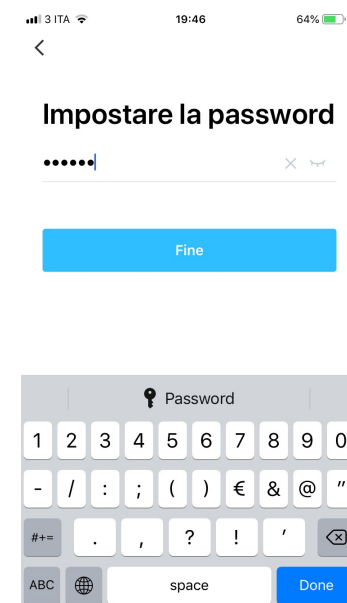 3 ITA 19:46 64%
Impostare la password
••••••
Fine
Password
1 2 3 4 5 6 7 8 9 0
- / : ; ( ) € & @ "
#+= . , ? ! '
ABC space Done